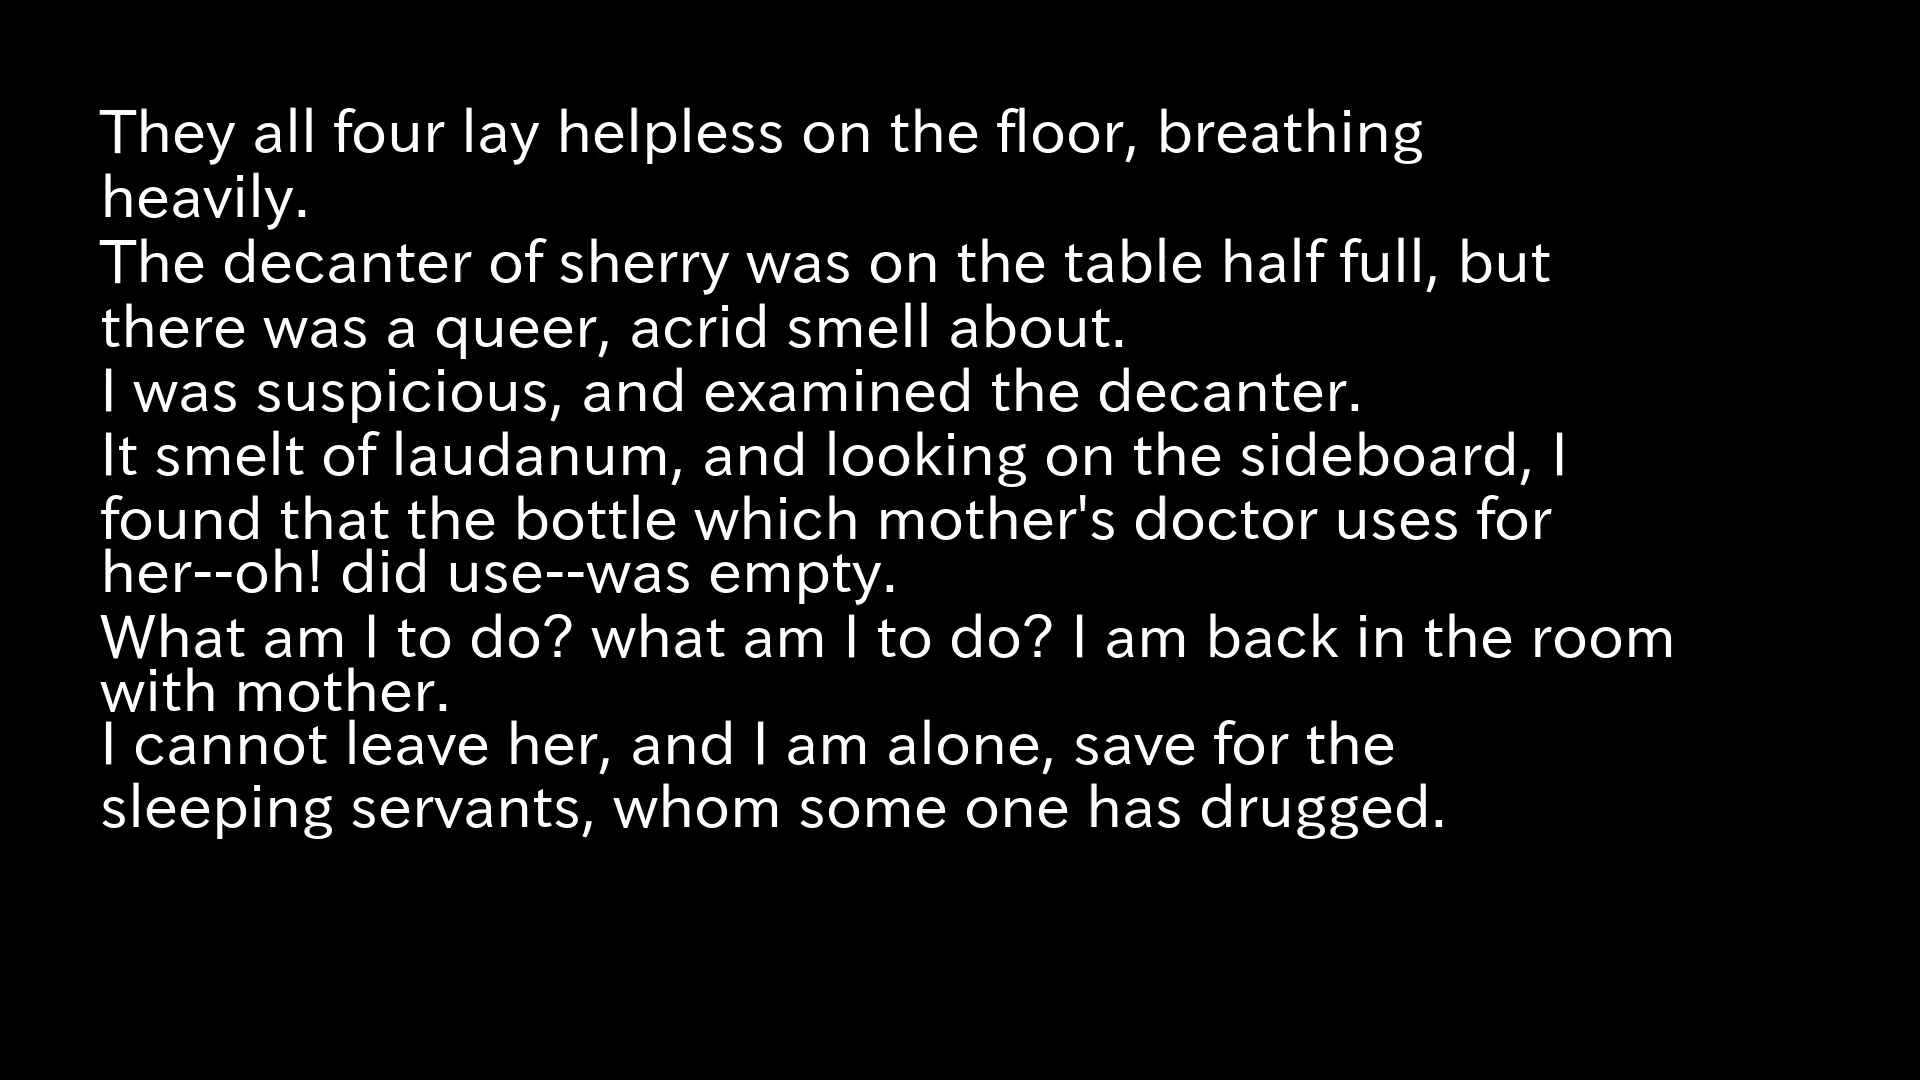 They all four lay helpless on the floor, breathing
heavily.
The decanter of sherry was on the table half full, but
there was a queer, acrid smell about.
I was suspicious, and examined the decanter.
It smelt of laudanum, and looking on the sideboard, I
found that the bottle which mother's doctor uses for
her--oh! did use--was empty.
What am I to do? what am I to do? I am back in the room
with mother.
I cannot leave her, and I am alone, save for the
sleeping servants, whom some one has drugged.